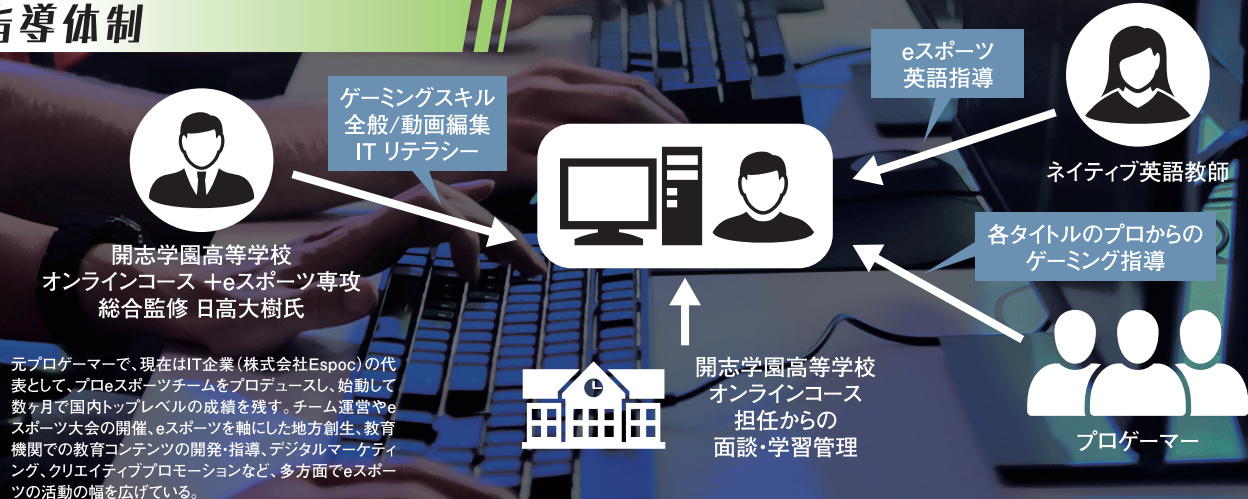 指導体制
eスポーツ
英語指導
ゲーミングスキル
全般/動画編集
IT リテラシー
ネイティブ英語教師
各タイトルのプロからの
ゲーミング指導
開志学園高等学校
オンラインコース +eスポーツ専攻
総合監修 日高大樹氏
元プロゲーマーで、現在はIT企業(株式会社Espoc)の代
表として、プロeスポーツチームをプロデュースし、始動して
数ヶ月で国内トップレベルの成績を残す。チーム運営やe
スポーツ大会の開催、eスポーツを軸にした地方創生、教育
機関での教育コンテンツの開発・指導、デジタルマーケティ
ング、クリエイティブプロモーションなど、多方面でeスポー
ツの活動の幅を広げている。
開志学園高等学校
オンラインコース
担任からの
面談・学習管理
プロゲーマー